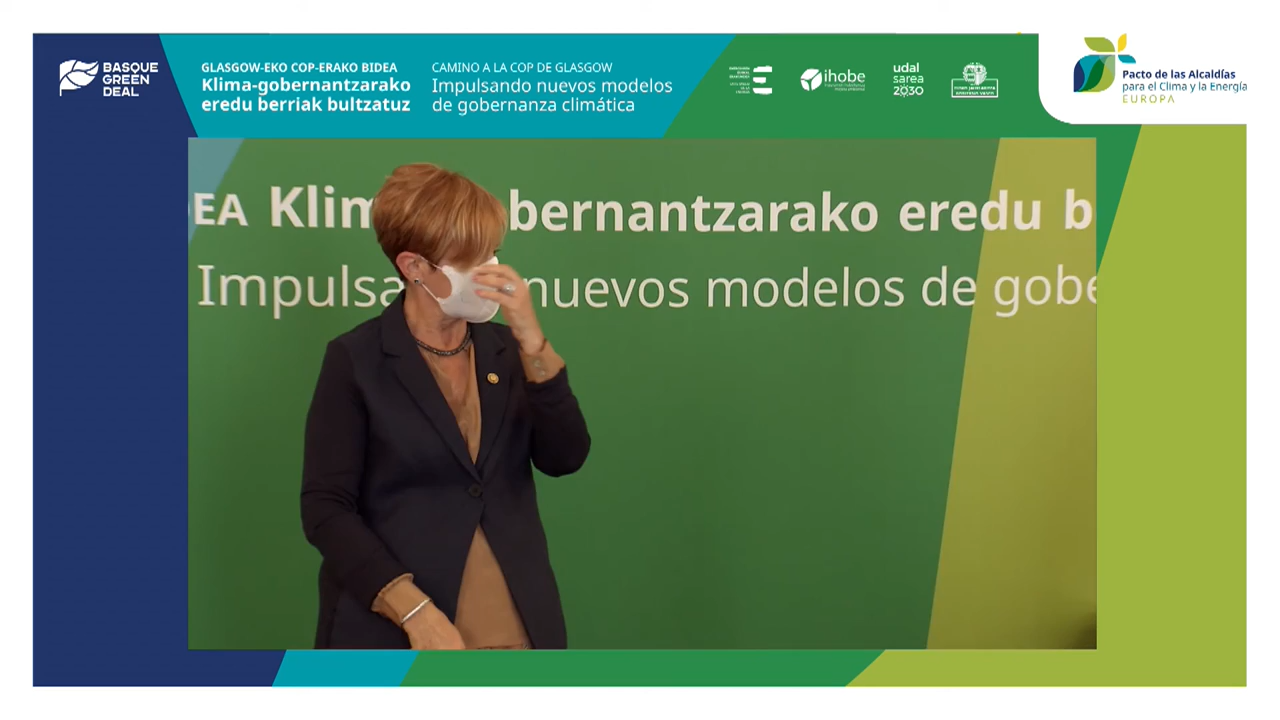 BASQUE
GREEN
DEAL
GLASGOW-EKO COP-ERAKO BIDEA
Klima-gobernantzarako
eredu berriak bultzatuz
CAMINO A LA COP DE GLASGOW
Impulsando nuevos modelos
de gobernanza climática
ihobe
udal
sarea
2030
Pacto de las Alcaldías
para el Clima y la Energía
EUROPA
DEA Klim bernantzarako eredu b
Impulsa nuevos modelos de gobe